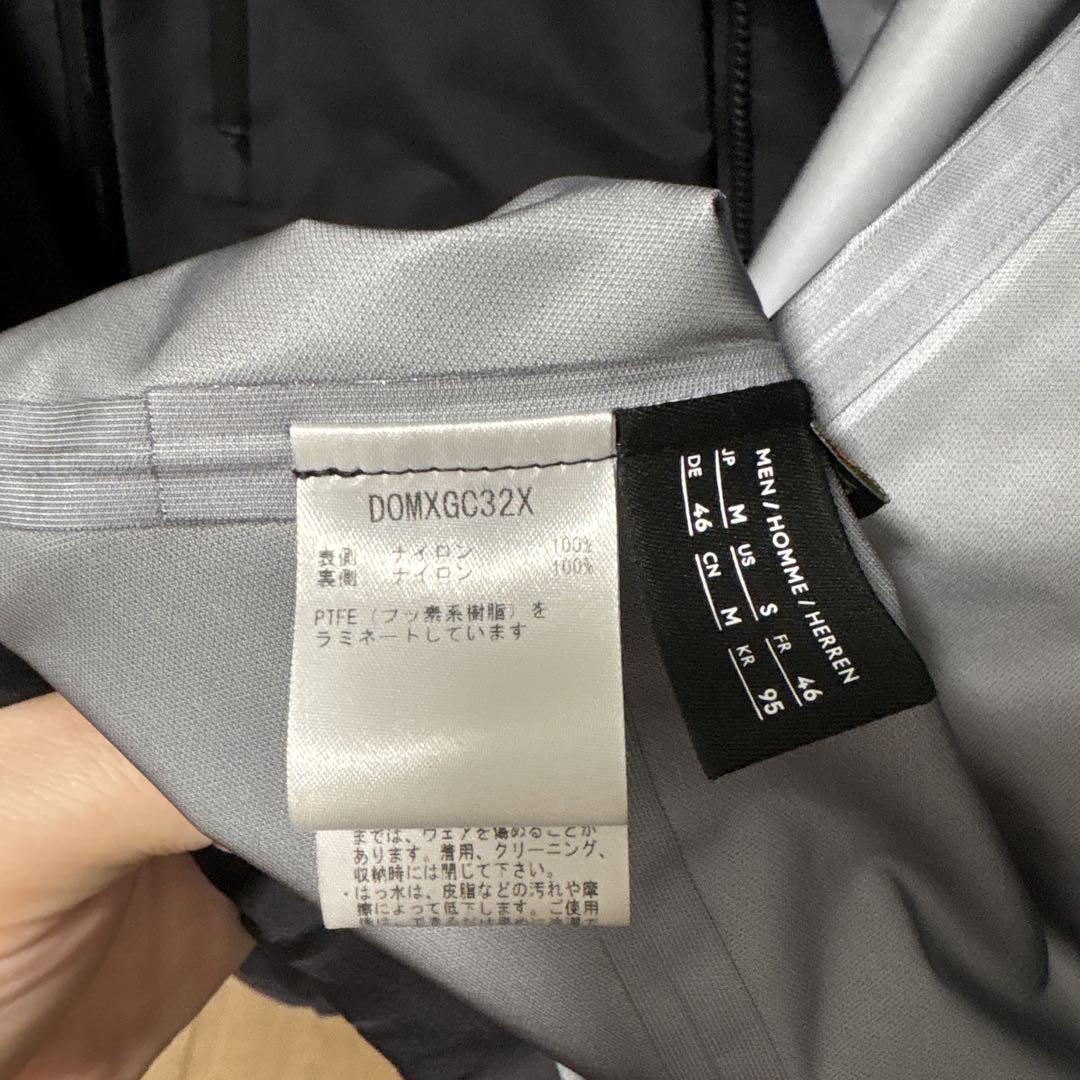 DOMXGC32X
表側 ナイロン 100%
裏側 ナイロン 100%
PTFE（フッ素系樹脂）を
ラミネートしています
までは、ウェアを傷めることが
あります。着用、クリーニング、
収納時には閉じて下さい。
・はっ水は、皮脂などの汚れや摩
擦によって低下します。ご使用
MEN / HOMME / HERREN
JP M US S FR 46
DE 46 CN M KR 95